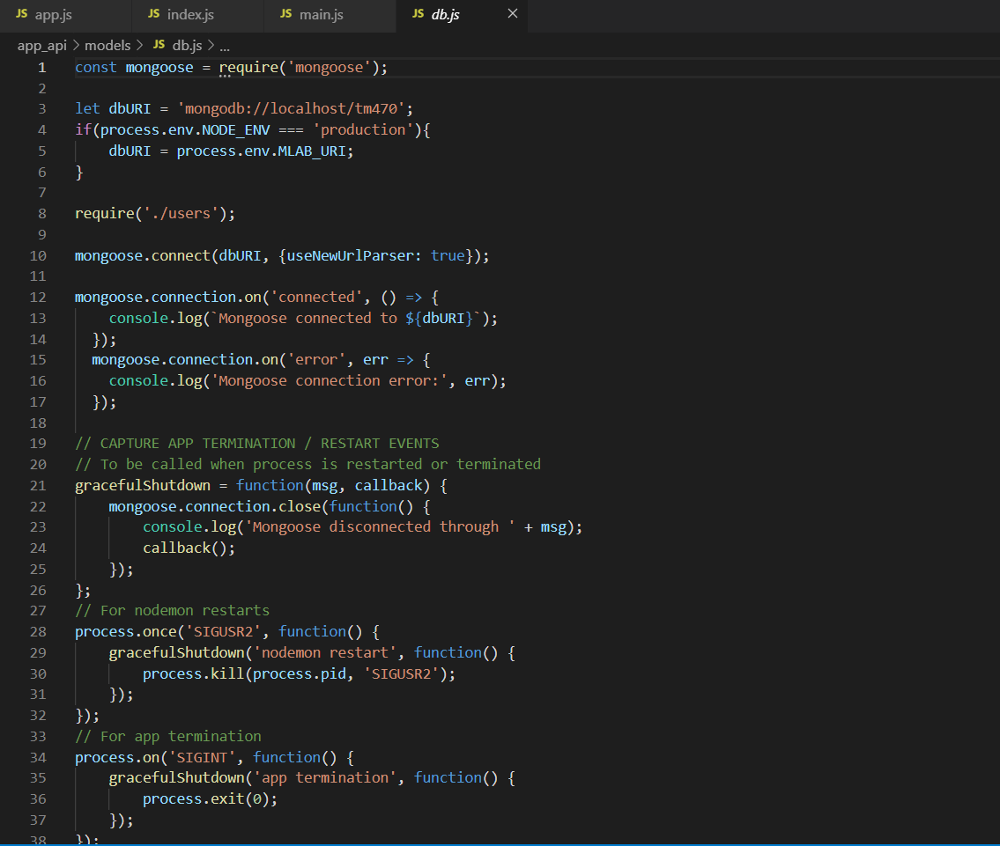 JS app.js JS index.js JS main.js JS db.js ×
app_api > models > JS db.js > ...
1 const mongoose = require('mongoose');
2
3 let dbURI = 'mongodb://localhost/tm470';
4 if(process.env.NODE_ENV === 'production'){
5     dbURI = process.env.MLAB_URI;
6 }
7
8 require('./users');
9
10 mongoose.connect(dbURI, {useNewUrlParser: true});
11
12 mongoose.connection.on('connected', () => {
13     console.log(`Mongoose connected to ${dbURI}`);
14   });
15   mongoose.connection.on('error', err => {
16     console.log('Mongoose connection error:', err);
17   });
18
19 // CAPTURE APP TERMINATION / RESTART EVENTS
20 // To be called when process is restarted or terminated
21 gracefulShutdown = function(msg, callback) {
22     mongoose.connection.close(function() {
23         console.log('Mongoose disconnected through ' + msg);
24         callback();
25     });
26 };
27 // For nodemon restarts
28 process.once('SIGUSR2', function() {
29     gracefulShutdown('nodemon restart', function() {
30         process.kill(process.pid, 'SIGUSR2');
31     });
32 });
33 // For app termination
34 process.on('SIGINT', function() {
35     gracefulShutdown('app termination', function() {
36         process.exit(0);
37     });
38 });